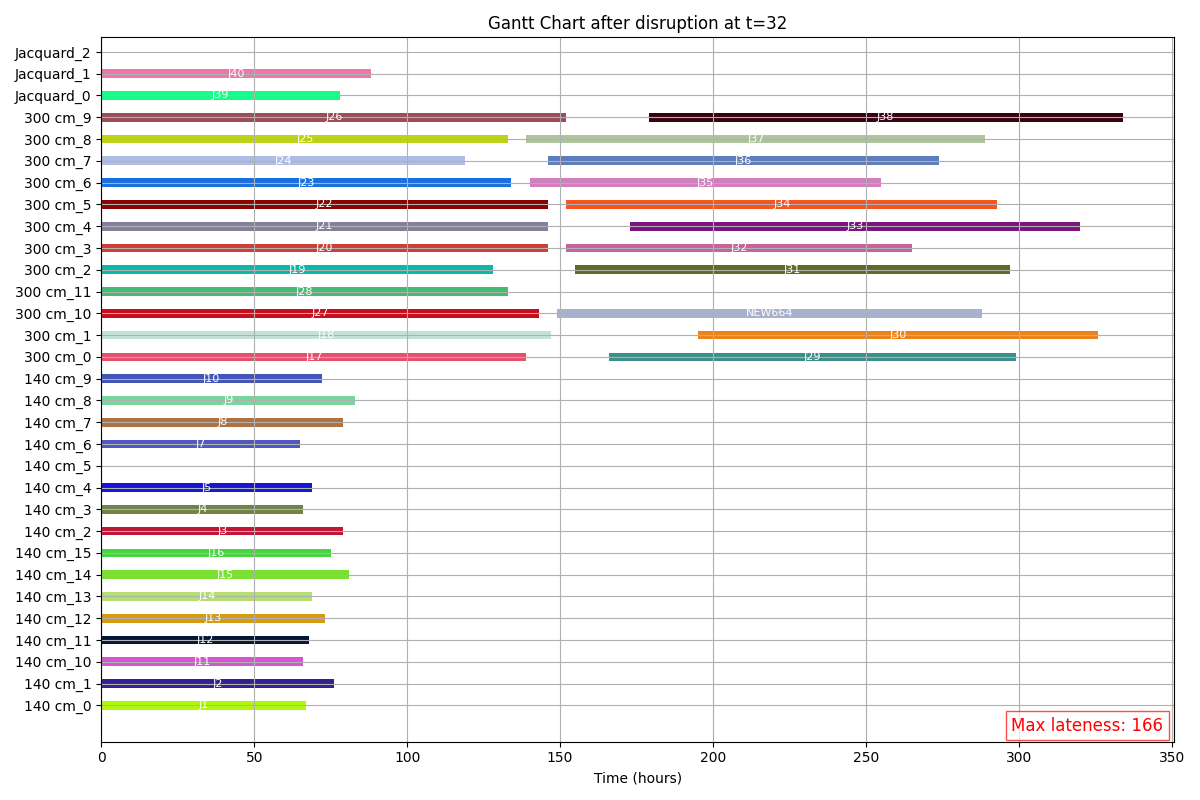 Gantt Chart after disruption at t=32
Jacquard_2
Jacquard_1 J40
Jacquard_0 J39
300 cm_9 J26 J38
300 cm_8 J25 J37
300 cm_7 J24 J36
300 cm_6 J23 J35
300 cm_5 J22 J34
300 cm_4 J21 J33
300 cm_3 J20 J32
300 cm_2 J19 J31
300 cm_11 J28
300 cm_10 J27 NEW664
300 cm_1 J18 J30
300 cm_0 J17 J29
140 cm_9 J10
140 cm_8 J9
140 cm_7 J8
140 cm_6 J7
140 cm_5
140 cm_4 J5
140 cm_3 J4
140 cm_2 J3
140 cm_15 J16
140 cm_14 J15
140 cm_13 J14
140 cm_12 J13
140 cm_11 J12
140 cm_10 J11
140 cm_1 J2
140 cm_0 J1
Max lateness: 166
0 50 100 150 200 250 300 350
Time (hours)